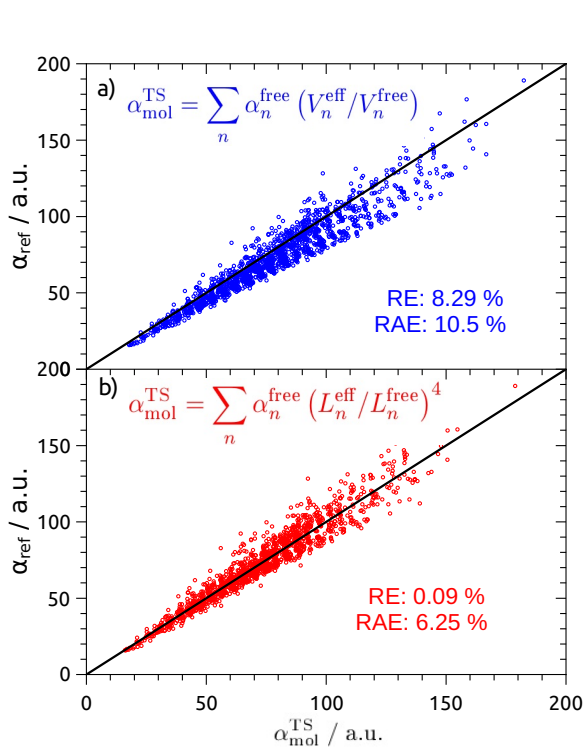 200
a) α_mol^TS = ∑_n α_n^free (V_n^eff/V_n^free)
150
100
α_ref / a.u.
50
RE: 8.29 %
RAE: 10.5 %
0
200
b) α_mol^TS = ∑_n α_n^free (L_n^eff/L_n^free)^4
150
100
α_ref / a.u.
50
RE: 0.09 %
RAE: 6.25 %
0
0 50 100 150 200
α_mol^TS / a.u.